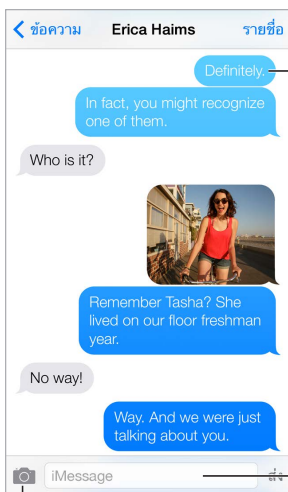 ข้อความ Erica Haims รายชื่อ
Definitely.
In fact, you might recognize
one of them.
Who is it?
Remember Tasha? She
lived on our floor freshman
year.
No way!
Way. And we were just
talking about you.
iMessage